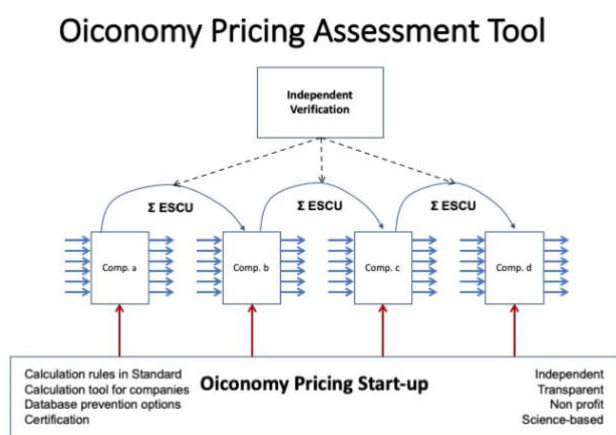 Oiconomy Pricing Assessment Tool
Independent
Verification
Σ ESCU
Σ ESCU
Σ ESCU
Comp. a
Comp. b
Comp. c
Comp. d
Calculation rules in Standard
Calculation tool for companies
Database prevention options
Certification
Oiconomy Pricing Start-up
Independent
Transparent
Non profit
Science-based